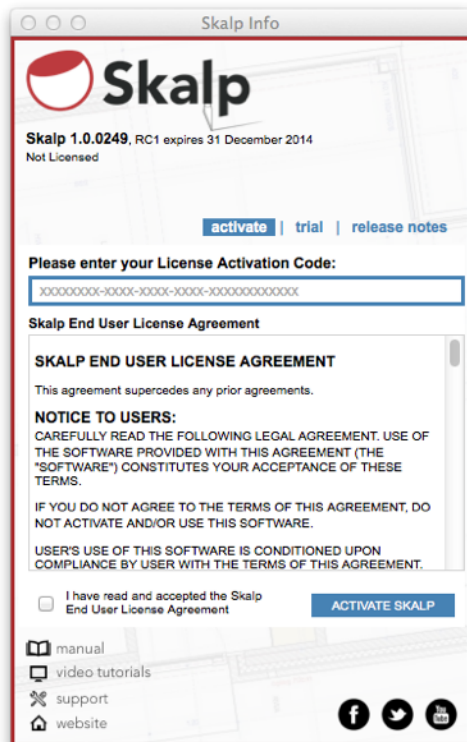 Skalp Info
Skalp
Skalp 1.0.0249, RC1 expires 31 December 2014
Not Licensed
activate | trial | release notes
Please enter your License Activation Code:
xxxxxxxx-xxxx-xxxx-xxxx-xxxxxxxxxxxx
Skalp End User License Agreement
SKALP END USER LICENSE AGREEMENT
This agreement supercedes any prior agreements.
NOTICE TO USERS:
CAREFULLY READ THE FOLLOWING LEGAL AGREEMENT. USE OF
THE SOFTWARE PROVIDED WITH THIS AGREEMENT (THE
"SOFTWARE") CONSTITUTES YOUR ACCEPTANCE OF THESE
TERMS.
IF YOU DO NOT AGREE TO THE TERMS OF THIS AGREEMENT, DO
NOT ACTIVATE AND/OR USE THIS SOFTWARE.
USER'S USE OF THIS SOFTWARE IS CONDITIONED UPON
COMPLIANCE BY USER WITH THE TERMS OF THIS AGREEMENT.
I have read and accepted the Skalp
End User License Agreement
ACTIVATE SKALP
manual
video tutorials
support
website
You
Tube